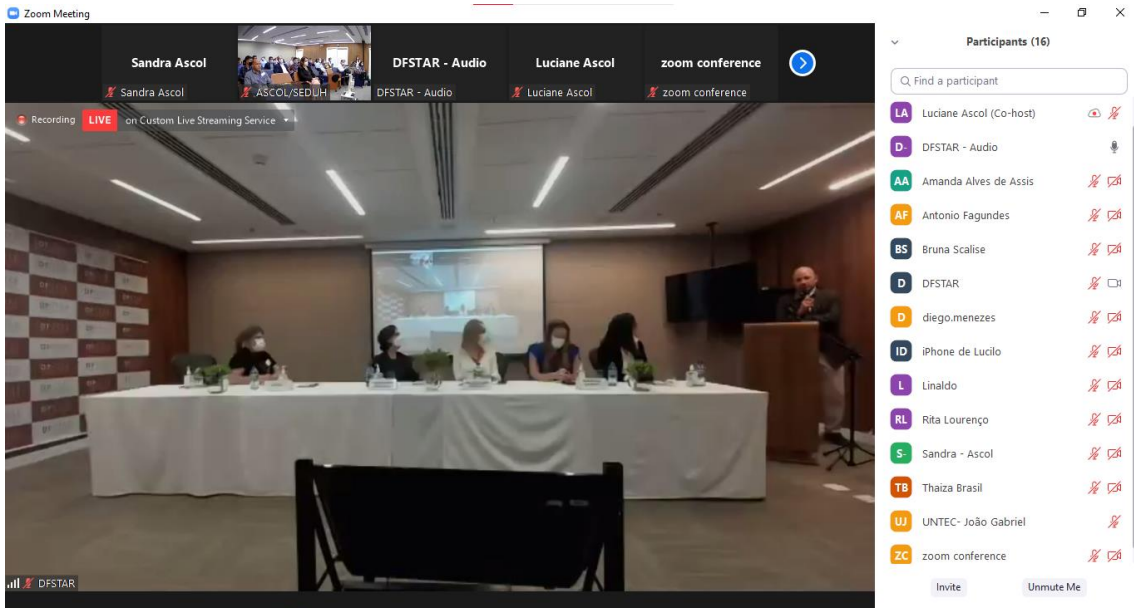 Zoom Meeting
Sandra Ascol
DFSTAR - Audio
Luciane Ascol
zoom conference
Sandra Ascol
ASCOL/SEDUH
DFSTAR - Audio
Luciane Ascol
zoom conference
Recording
LIVE
on Custom Live Streaming Service
DFSTAR
Participants (16)
Find a participant
LA Luciane Ascol (Co-host)
D- DFSTAR - Audio
AA Amanda Alves de Assis
AF Antonio Fagundes
BS Bruna Scalise
D DFSTAR
D diego.menezes
ID iPhone de Lucilo
L Linaldo
RL Rita Lourenço
S- Sandra - Ascol
TB Thaiza Brasil
UJ UNTEC- João Gabriel
ZC zoom conference
Invite
Unmute Me